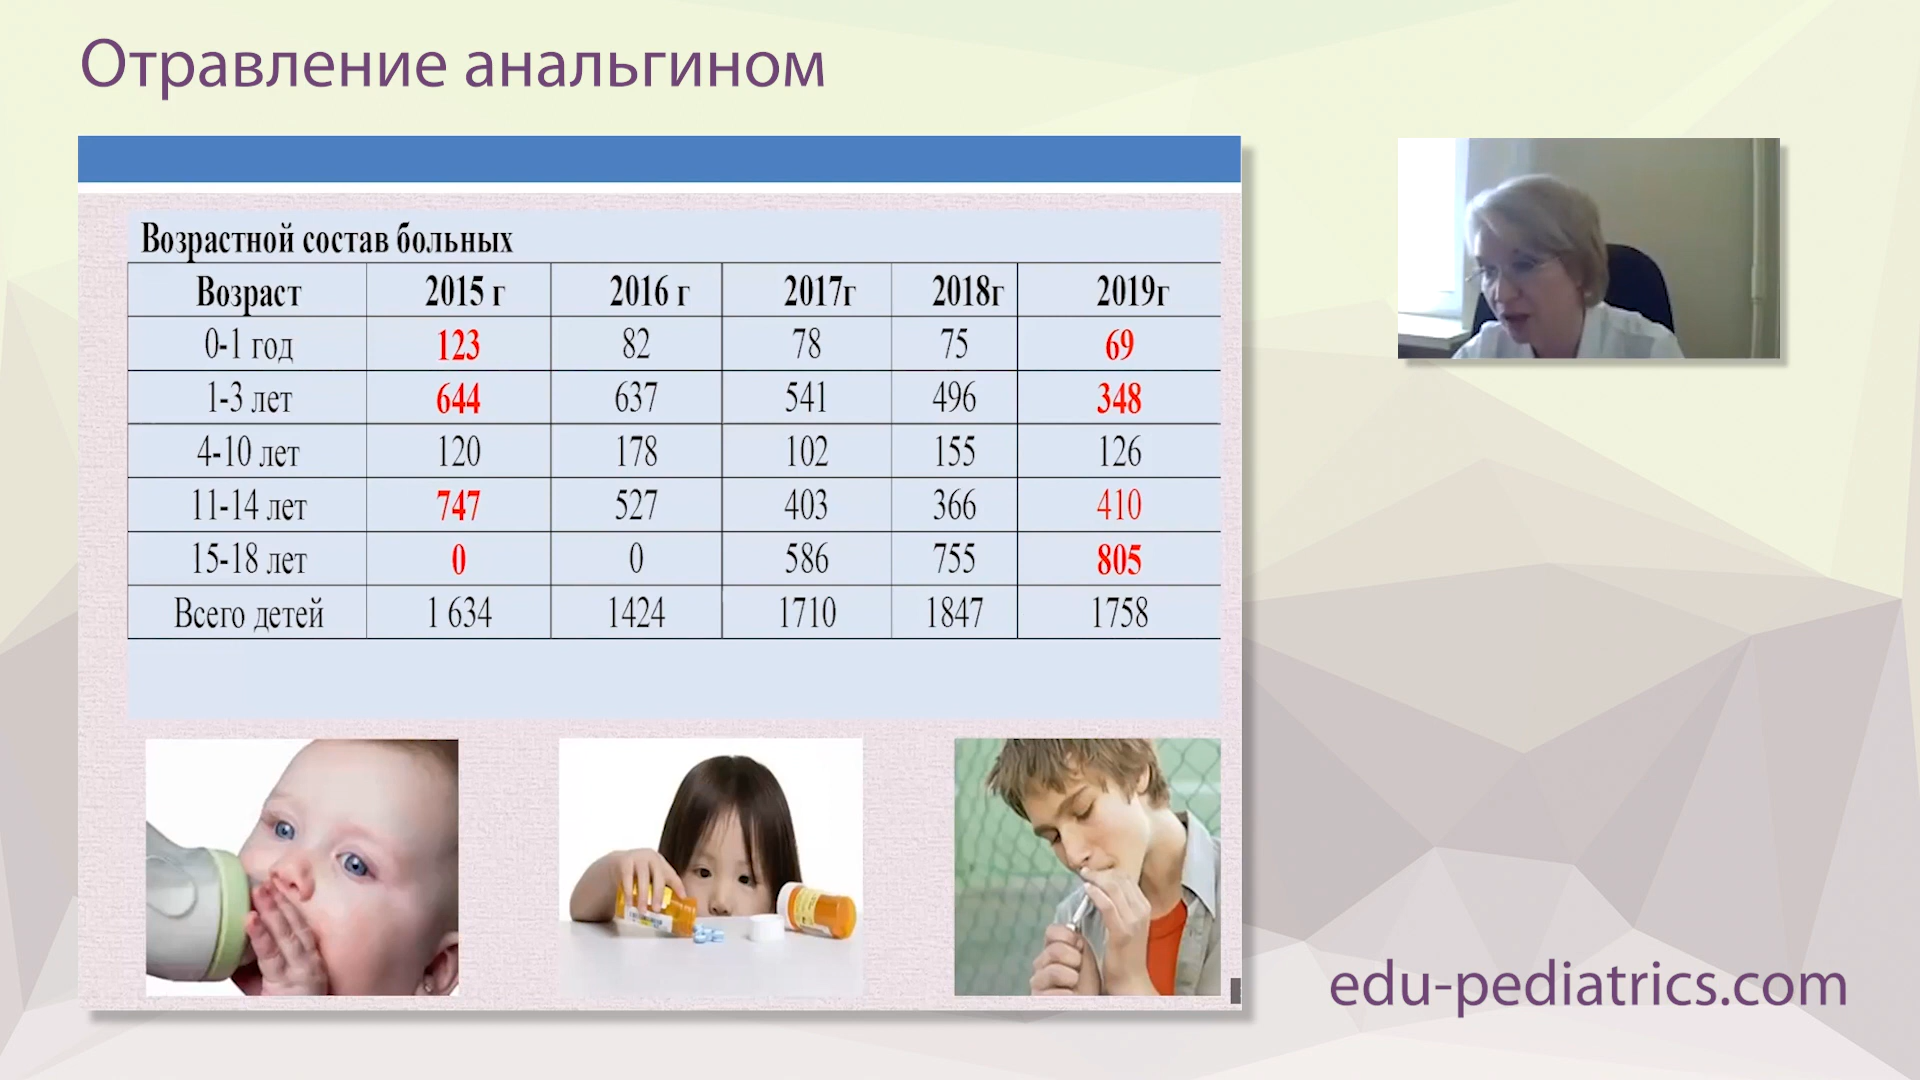 Отравление анальгином
Возрастной состав больных
Возраст 2015 г 2016 г 2017г 2018г 2019г
0-1 год 123 82 78 75 69
1-3 лет 644 637 541 496 348
4-10 лет 120 178 102 155 126
11-14 лет 747 527 403 366 410
15-18 лет 0 0 586 755 805
Всего детей 1 634 1424 1710 1847 1758
edu-pediatrics.com